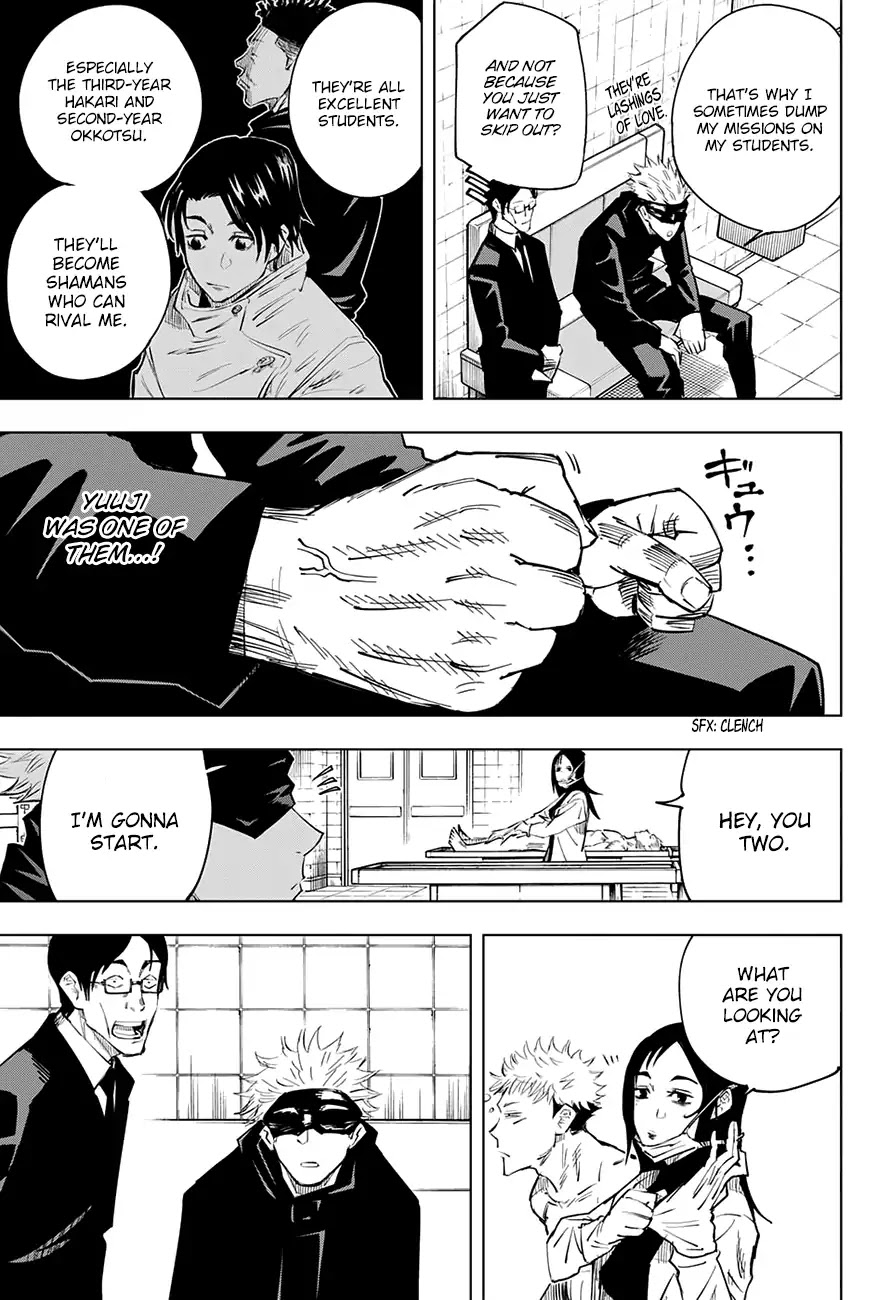 THAT'S WHY I
SOMETIMES DUMP
MY MISSIONS ON
MY STUDENTS.
THEY'RE
LASHINGS
OF LOVE.
AND NOT
BECAUSE
YOU JUST
WANT TO
SKIP OUT?
THEY'RE ALL
EXCELLENT
STUDENTS.
ESPECIALLY
THE THIRD-YEAR
HAKARI AND
SECOND-YEAR
OKKOTSU.
THEY'LL
BECOME
SHAMANS
WHO CAN
RIVAL ME.
YUUJI
WAS ONE OF
THEM...!
ギュウ…
SFX: CLENCH
HEY, YOU
TWO.
I'M GONNA
START.
WHAT
ARE YOU
LOOKING
AT?